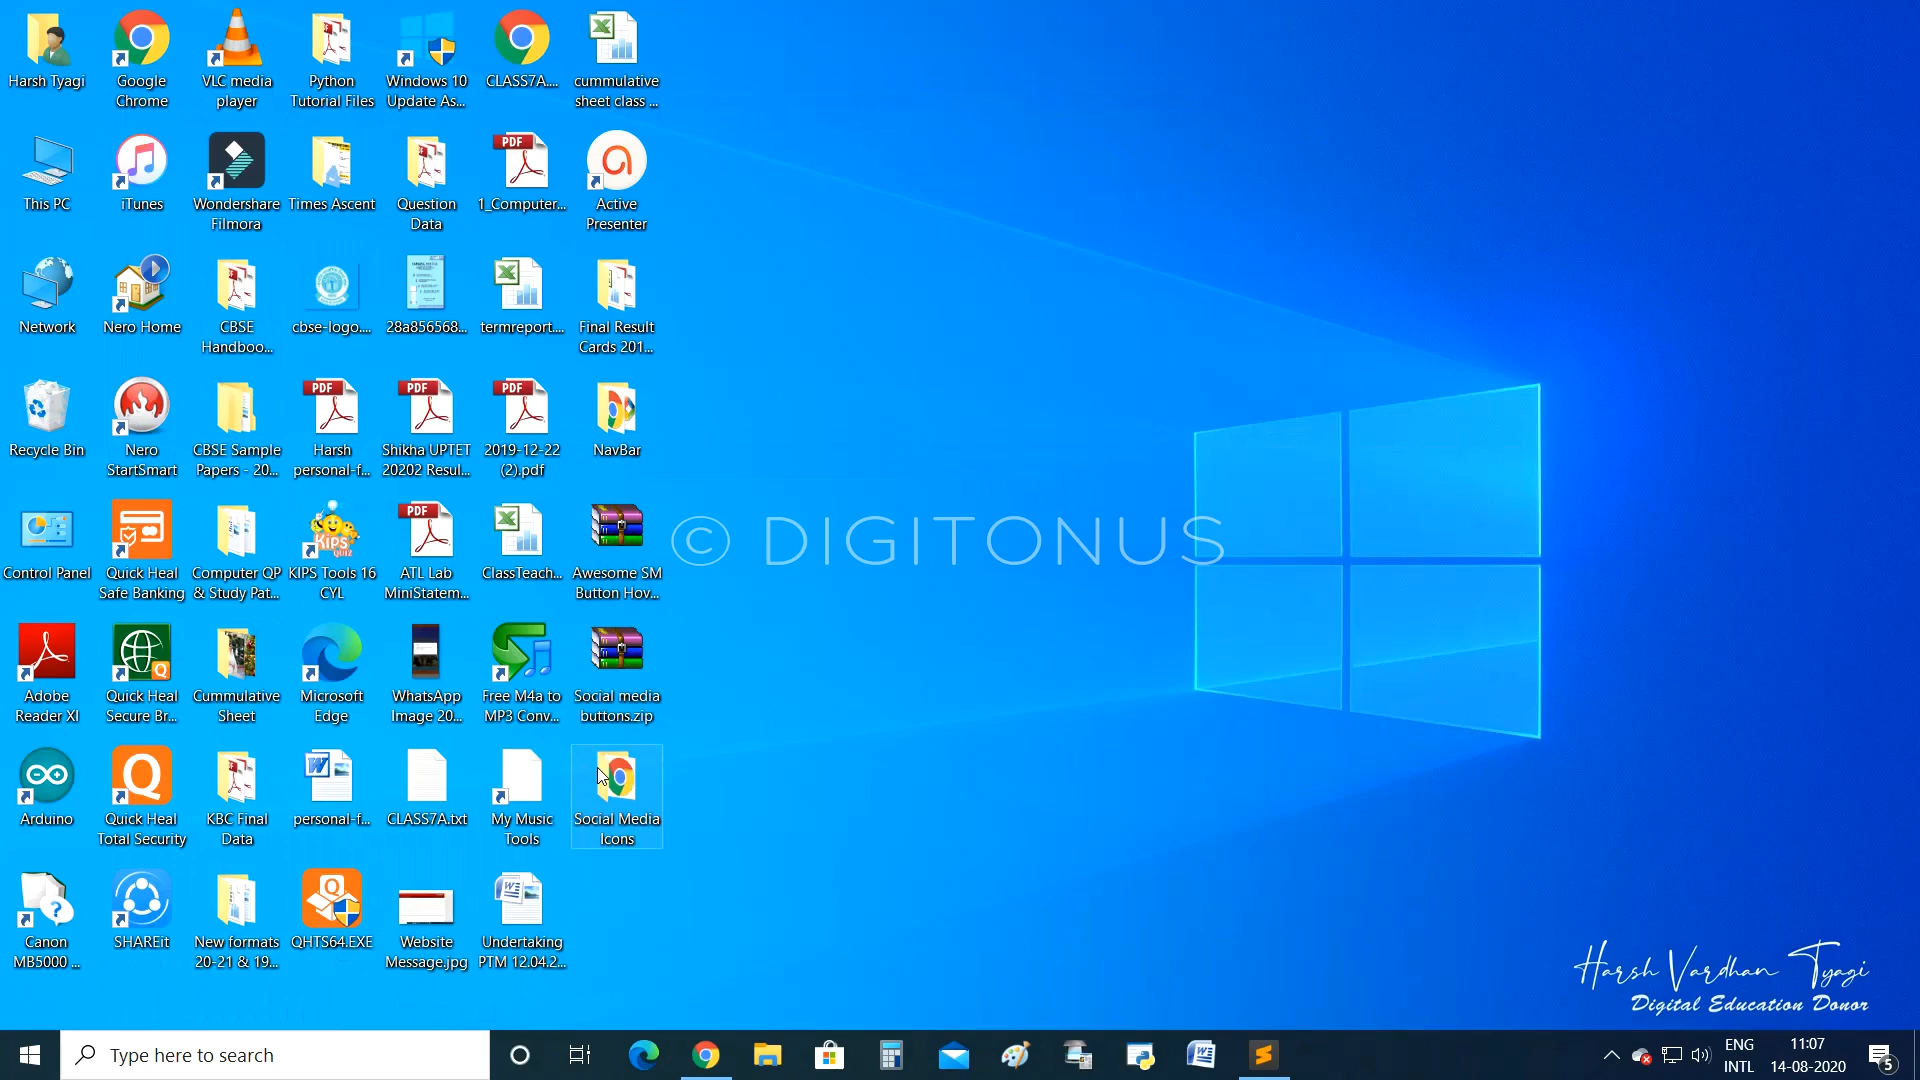 Harsh Tyagi
Google
Chrome
VLC media
player
Python
Tutorial Files
Windows 10
Update As...
CLASS7A....
cummulative
sheet class ...
This PC
iTunes
Wondershare
Filmora
Times Ascent
Question
Data
PDF
1_Computer...
Active
Presenter
Network
Nero Home
CBSE
Handboo...
cbse-logo....
28a856568...
termreport....
Final Result
Cards 201...
Recycle Bin
Nero
StartSmart
CBSE Sample
Papers - 20...
PDF
Harsh
personal-f...
PDF
Shikha UPTET
20202 Resul...
PDF
2019-12-22
(2).pdf
NavBar
Control Panel
Quick Heal
Safe Banking
Computer QP
& Study Pat...
Kips
QUIZ
KIPS Tools 16
CYL
PDF
ATL Lab
MiniStatem...
ClassTeach...
Awesome SM
Button Hov...
© DIGITONUS
Adobe
Reader XI
Quick Heal
Secure Br...
Cummulative
Sheet
Microsoft
Edge
WhatsApp
Image 20...
Free M4a to
MP3 Conv...
Social media
buttons.zip
Arduino
Quick Heal
Total Security
KBC Final
Data
personal-f...
CLASS7A.txt
My Music
Tools
Social Media
Icons
Canon
MB5000 ...
SHAREit
New formats
20-21 & 19...
QHTS64.EXE
Website
Message.jpg
Undertaking
PTM 12.04.2...
Harsh Vardhan Tyagi
Digital Education Donor
Type here to search
ENG
INTL
11:07
14-08-2020
5